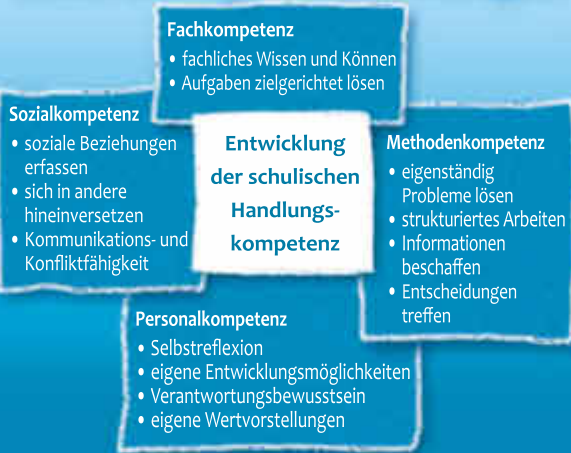 Fachkompetenz
• fachliches Wissen und Können
• Aufgaben zielgerichtet lösen
Sozialkompetenz
• soziale Beziehungen
erfassen
• sich in andere
hineinversetzen
• Kommunikations- und
Konfliktfähigkeit
Entwicklung
der schulischen
Handlungs-
kompetenz
Methodenkompetenz
• eigenständig
Probleme lösen
• strukturiertes Arbeiten
• Informationen
beschaffen
• Entscheidungen
treffen
Personalkompetenz
• Selbstreflexion
• eigene Entwicklungsmöglichkeiten
• Verantwortungsbewusstsein
• eigene Wertvorstellungen